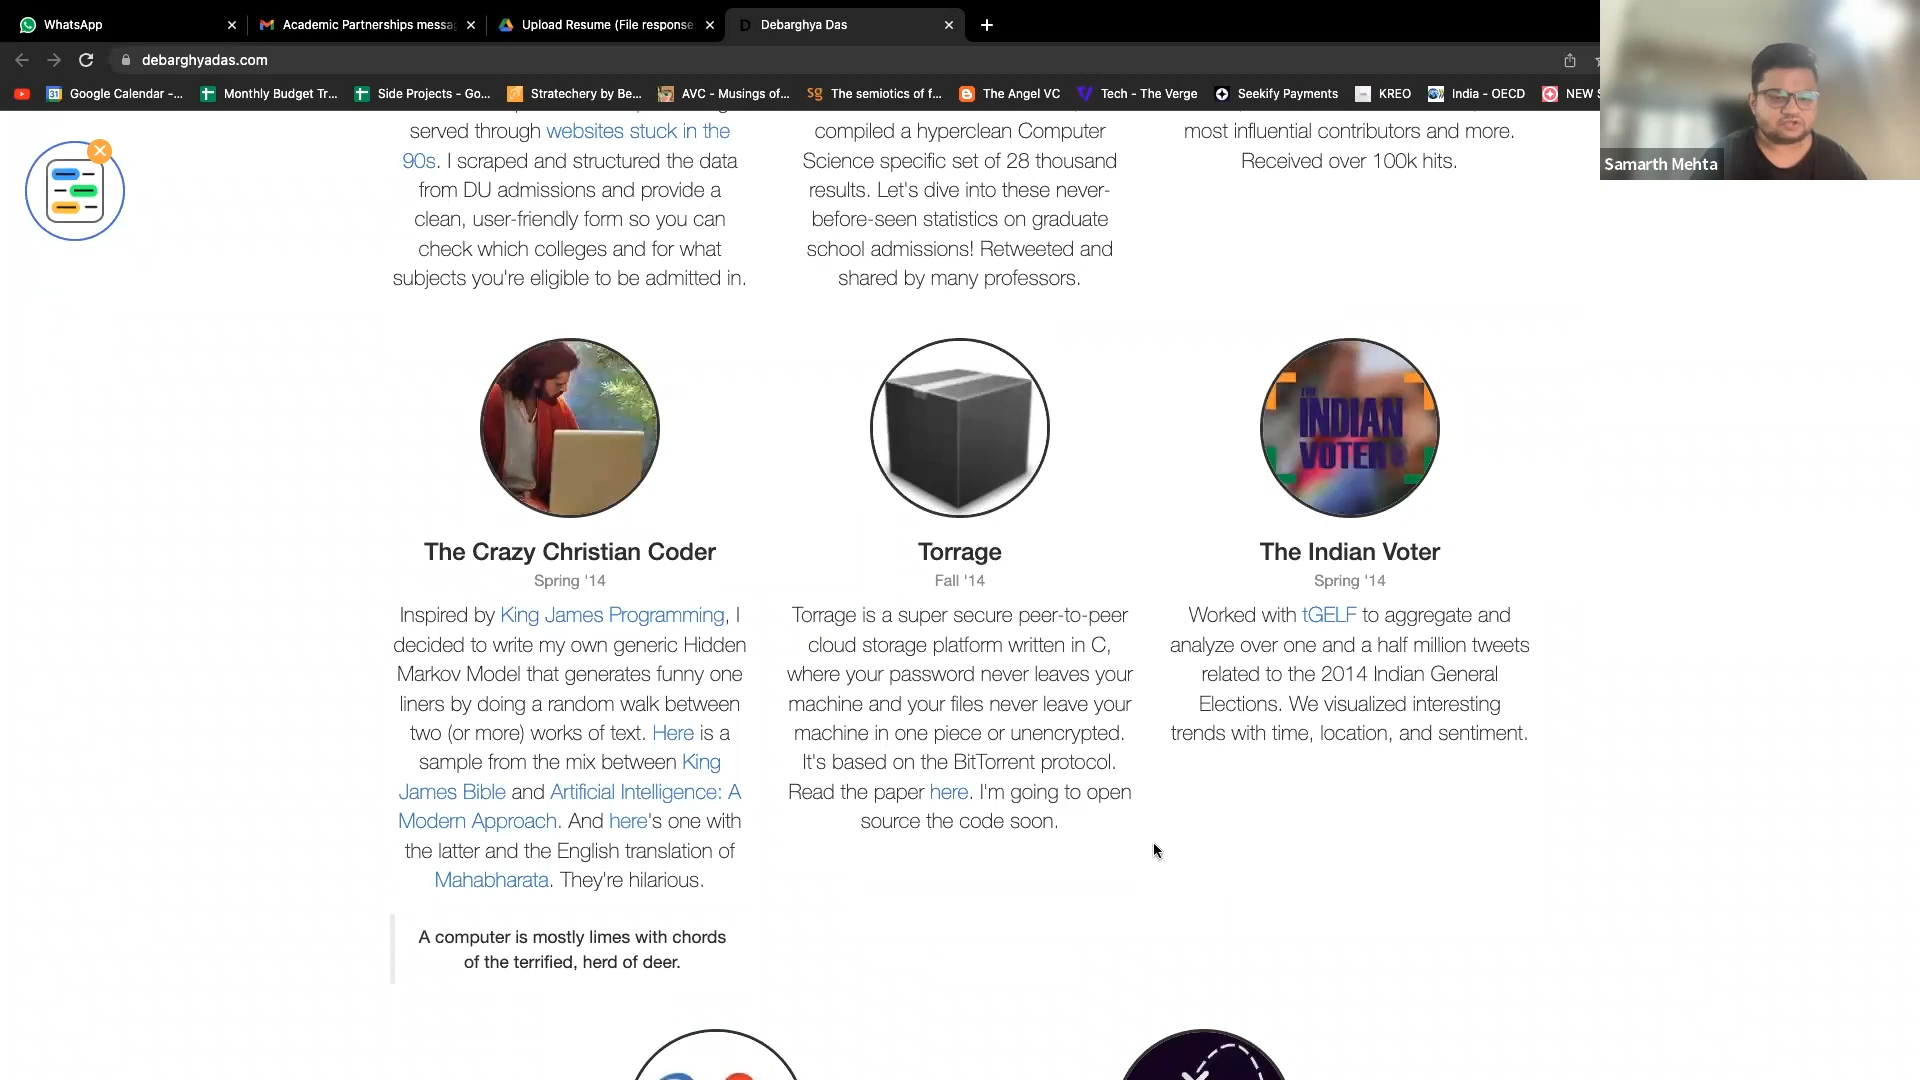 WhatsApp
Academic Partnerships messa
Upload Resume (File response
Debarghya Das
debarghyadas.com
Google Calendar -...
Monthly Budget Tr...
Side Projects - Go...
Stratechery by Be...
AVC - Musings of...
The semiotics of f...
The Angel VC
Tech - The Verge
Seekify Payments
KREO
India - OECD
NEW S
Samarth Mehta
served through websites stuck in the
90s. I scraped and structured the data
from DU admissions and provide a
clean, user-friendly form so you can
check which colleges and for what
subjects you're eligible to be admitted in.
compiled a hyperclean Computer
Science specific set of 28 thousand
results. Let's dive into these never-
before-seen statistics on graduate
school admissions! Retweeted and
shared by many professors.
most influential contributors and more.
Received over 100k hits.
The Crazy Christian Coder
Spring '14
Inspired by King James Programming, I
decided to write my own generic Hidden
Markov Model that generates funny one
liners by doing a random walk between
two (or more) works of text. Here is a
sample from the mix between King
James Bible and Artificial Intelligence: A
Modern Approach. And here's one with
the latter and the English translation of
Mahabharata. They're hilarious.
A computer is mostly limes with chords
of the terrified, herd of deer.
Torrage
Fall '14
Torrage is a super secure peer-to-peer
cloud storage platform written in C,
where your password never leaves your
machine and your files never leave your
machine in one piece or unencrypted.
It's based on the BitTorrent protocol.
Read the paper here. I'm going to open
source the code soon.
THE
INDIAN
VOTER
The Indian Voter
Spring '14
Worked with tGELF to aggregate and
analyze over one and a half million tweets
related to the 2014 Indian General
Elections. We visualized interesting
trends with time, location, and sentiment.